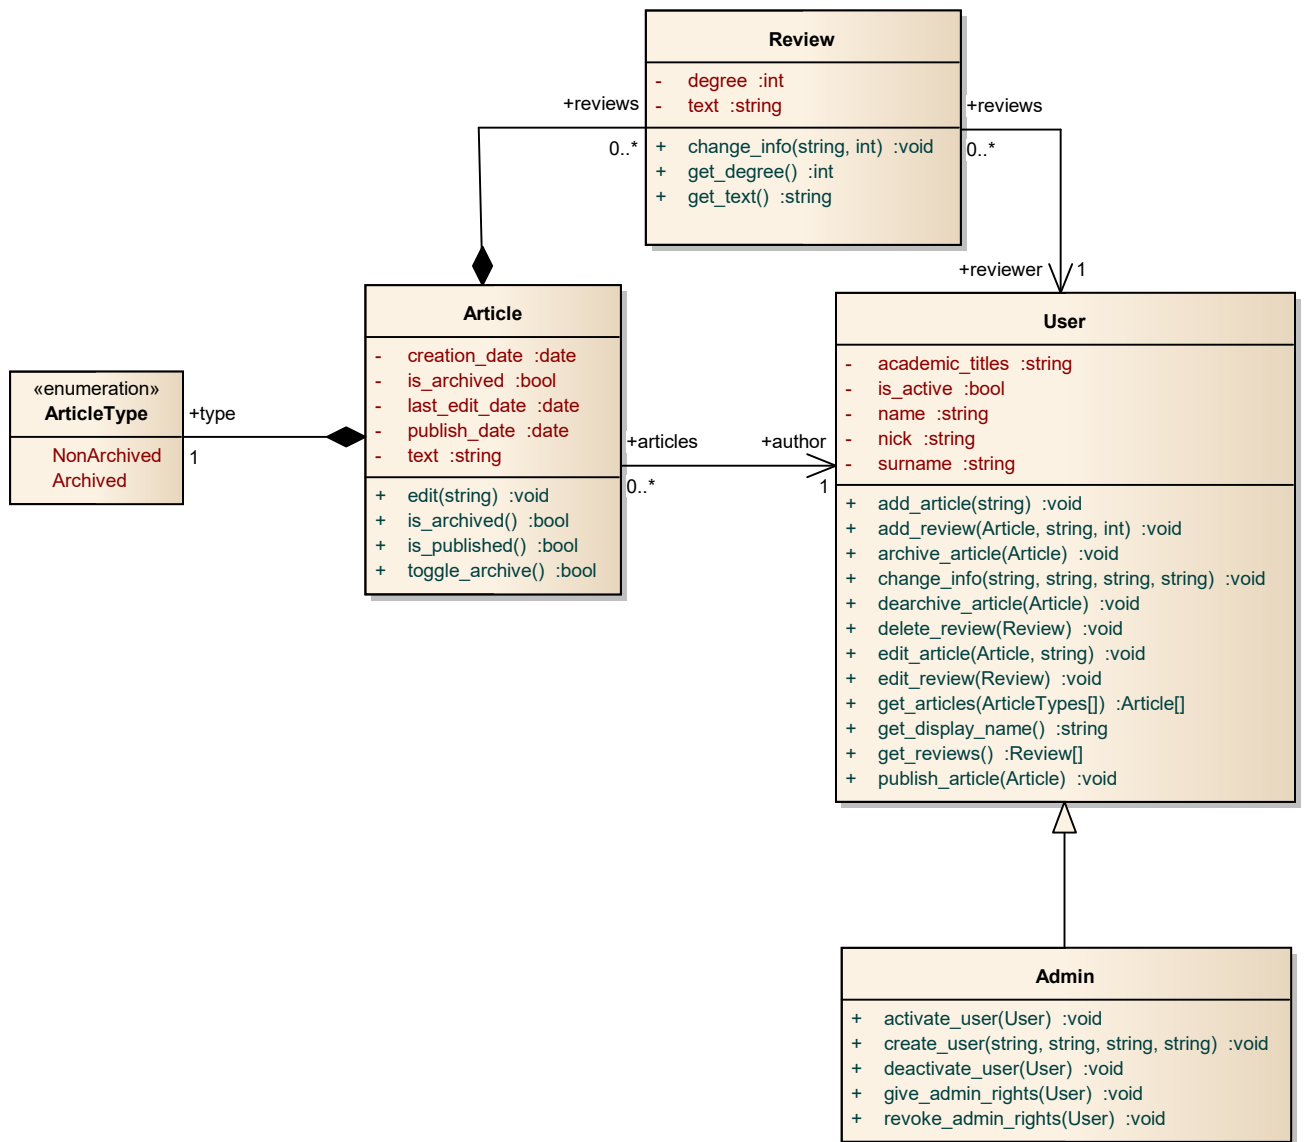 Review
- degree :int
- text :string
+ change_info(string, int) :void
+ get_degree() :int
+ get_text() :string
+reviews
0..*
+reviews
0..*
+reviewer
1
Article
- creation_date :date
- is_archived :bool
- last_edit_date :date
- publish_date :date
- text :string
+ edit(string) :void
+ is_archived() :bool
+ is_published() :bool
+ toggle_archive() :bool
«enumeration»
ArticleType
NonArchived
Archived
+type
1
+articles
0..*
+author
1
User
- academic_titles :string
- is_active :bool
- name :string
- nick :string
- surname :string
+ add_article(string) :void
+ add_review(Article, string, int) :void
+ archive_article(Article) :void
+ change_info(string, string, string, string) :void
+ dearchive_article(Article) :void
+ delete_review(Review) :void
+ edit_article(Article, string) :void
+ edit_review(Review) :void
+ get_articles(ArticleTypes[]) :Article[]
+ get_display_name() :string
+ get_reviews() :Review[]
+ publish_article(Article) :void
Admin
+ activate_user(User) :void
+ create_user(string, string, string, string) :void
+ deactivate_user(User) :void
+ give_admin_rights(User) :void
+ revoke_admin_rights(User) :void